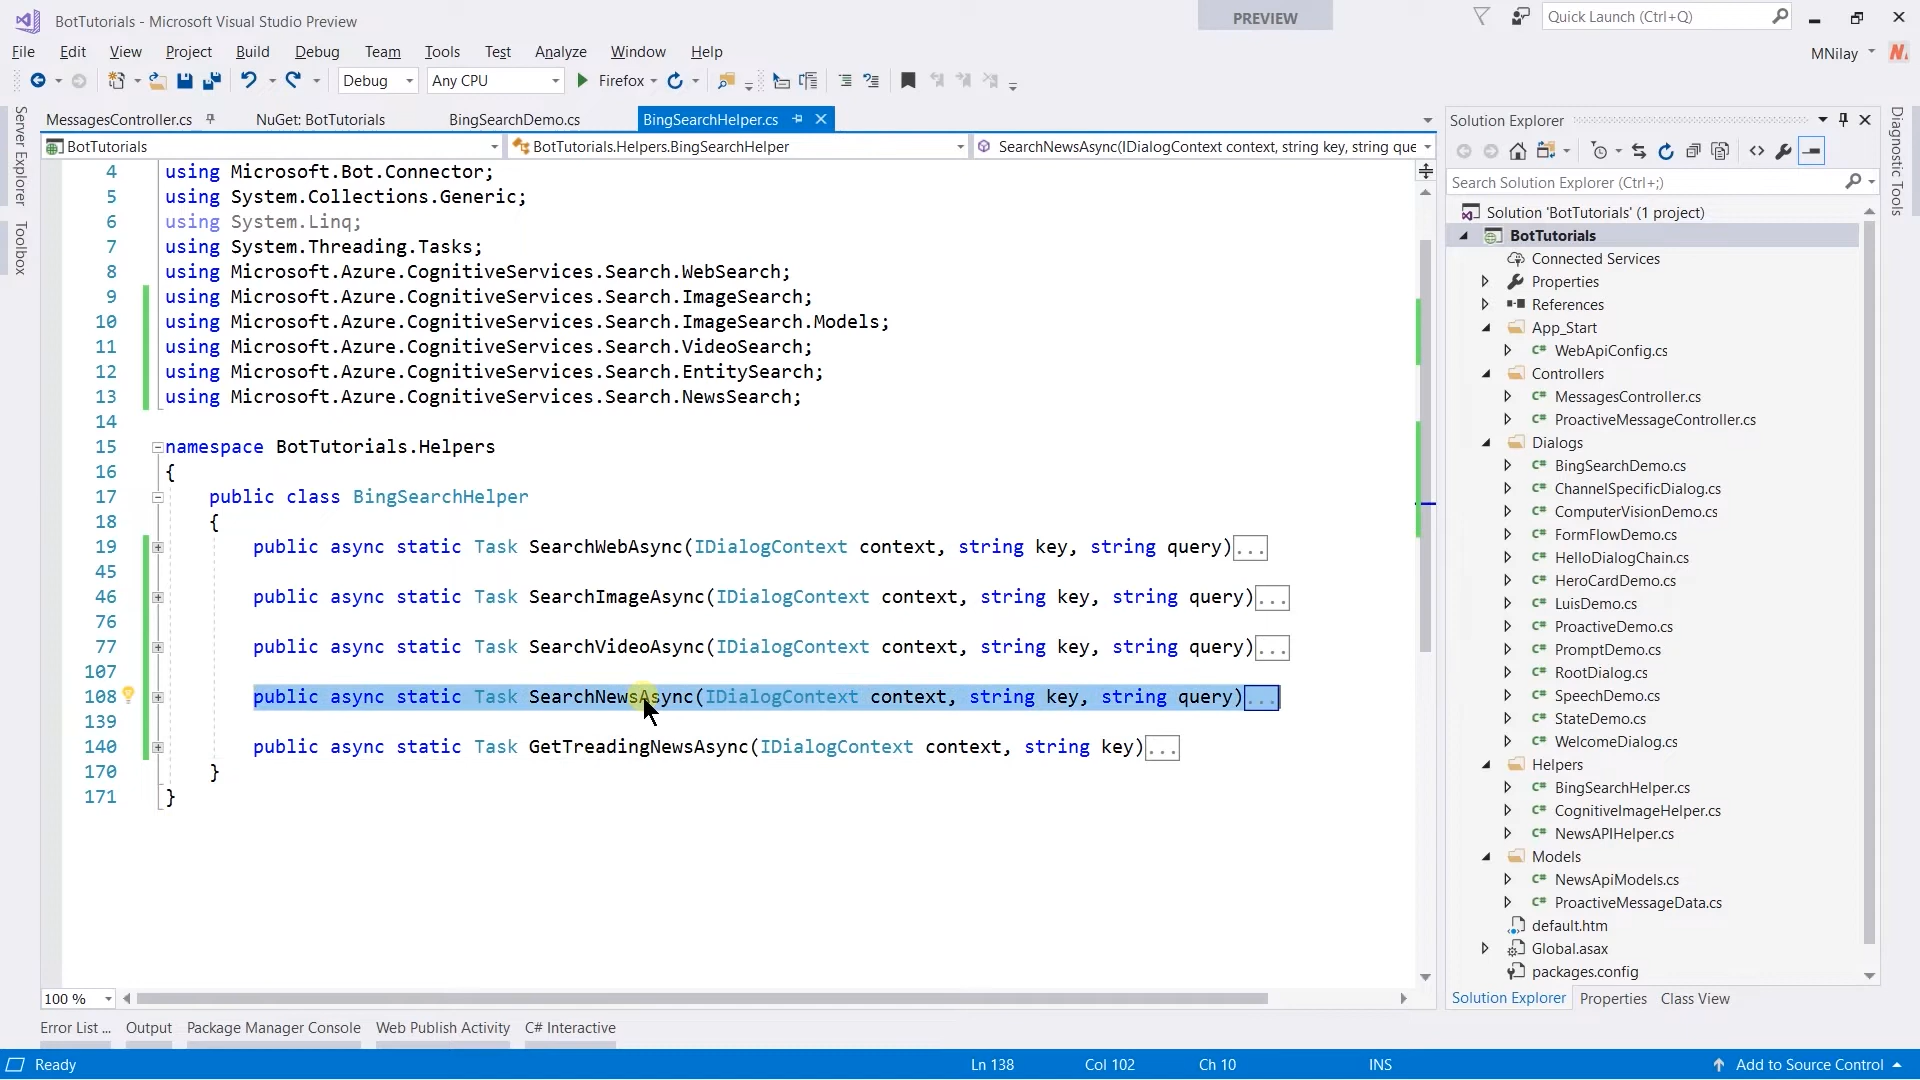 BotTutorials - Microsoft Visual Studio Preview
PREVIEW
Quick Launch (Ctrl+Q)
File Edit View Project Build Debug Team Tools Test Analyze Window Help
MNilay
Debug Any CPU Firefox
Server Explorer
Toolbox
MessagesController.cs NuGet: BotTutorials BingSearchDemo.cs BingSearchHelper.cs
BotTutorials BotTutorials.Helpers.BingSearchHelper SearchNewsAsync(IDialogContext context, string key, string que
4 using Microsoft.Bot.Connector;
5 using System.Collections.Generic;
6 using System.Linq;
7 using System.Threading.Tasks;
8 using Microsoft.Azure.CognitiveServices.Search.WebSearch;
9 using Microsoft.Azure.CognitiveServices.Search.ImageSearch;
10 using Microsoft.Azure.CognitiveServices.Search.ImageSearch.Models;
11 using Microsoft.Azure.CognitiveServices.Search.VideoSearch;
12 using Microsoft.Azure.CognitiveServices.Search.EntitySearch;
13 using Microsoft.Azure.CognitiveServices.Search.NewsSearch;
14
15 namespace BotTutorials.Helpers
16 {
17 public class BingSearchHelper
18 {
19 public async static Task SearchWebAsync(IDialogContext context, string key, string query)...
45
46 public async static Task SearchImageAsync(IDialogContext context, string key, string query)...
76
77 public async static Task SearchVideoAsync(IDialogContext context, string key, string query)...
107
108 public async static Task SearchNewsAsync(IDialogContext context, string key, string query)...
139
140 public async static Task GetTreadingNewsAsync(IDialogContext context, string key)...
170 }
171 }
100 %
Solution Explorer
Search Solution Explorer (Ctrl+;)
Solution 'BotTutorials' (1 project)
BotTutorials
Connected Services
Properties
References
App_Start
C# WebApiConfig.cs
Controllers
C# MessagesController.cs
C# ProactiveMessageController.cs
Dialogs
C# BingSearchDemo.cs
C# ChannelSpecificDialog.cs
C# ComputerVisionDemo.cs
C# FormFlowDemo.cs
C# HelloDialogChain.cs
C# HeroCardDemo.cs
C# LuisDemo.cs
C# ProactiveDemo.cs
C# PromptDemo.cs
C# RootDialog.cs
C# SpeechDemo.cs
C# StateDemo.cs
C# WelcomeDialog.cs
Helpers
C# BingSearchHelper.cs
C# CognitiveImageHelper.cs
C# NewsAPIHelper.cs
Models
C# NewsApiModels.cs
C# ProactiveMessageData.cs
default.htm
Global.asax
packages.config
Solution Explorer Properties Class View
Diagnostic Tools
Error List ... Output Package Manager Console Web Publish Activity C# Interactive
Ready Ln 138 Col 102 Ch 10 INS Add to Source Control